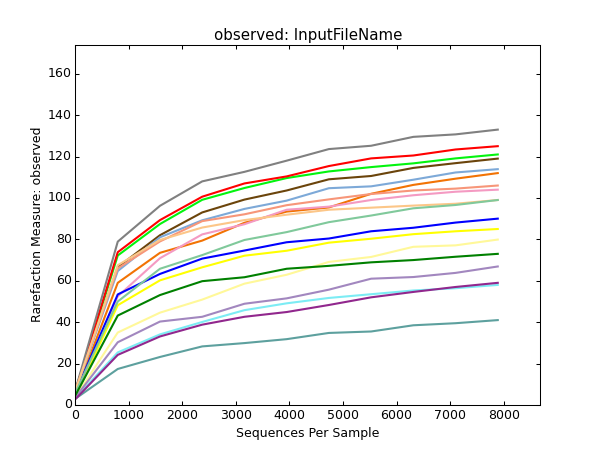 observed: InputFileName
Rarefaction Measure: observed
160
140
120
100
80
60
40
20
0
0 1000 2000 3000 4000 5000 6000 7000 8000
Sequences Per Sample